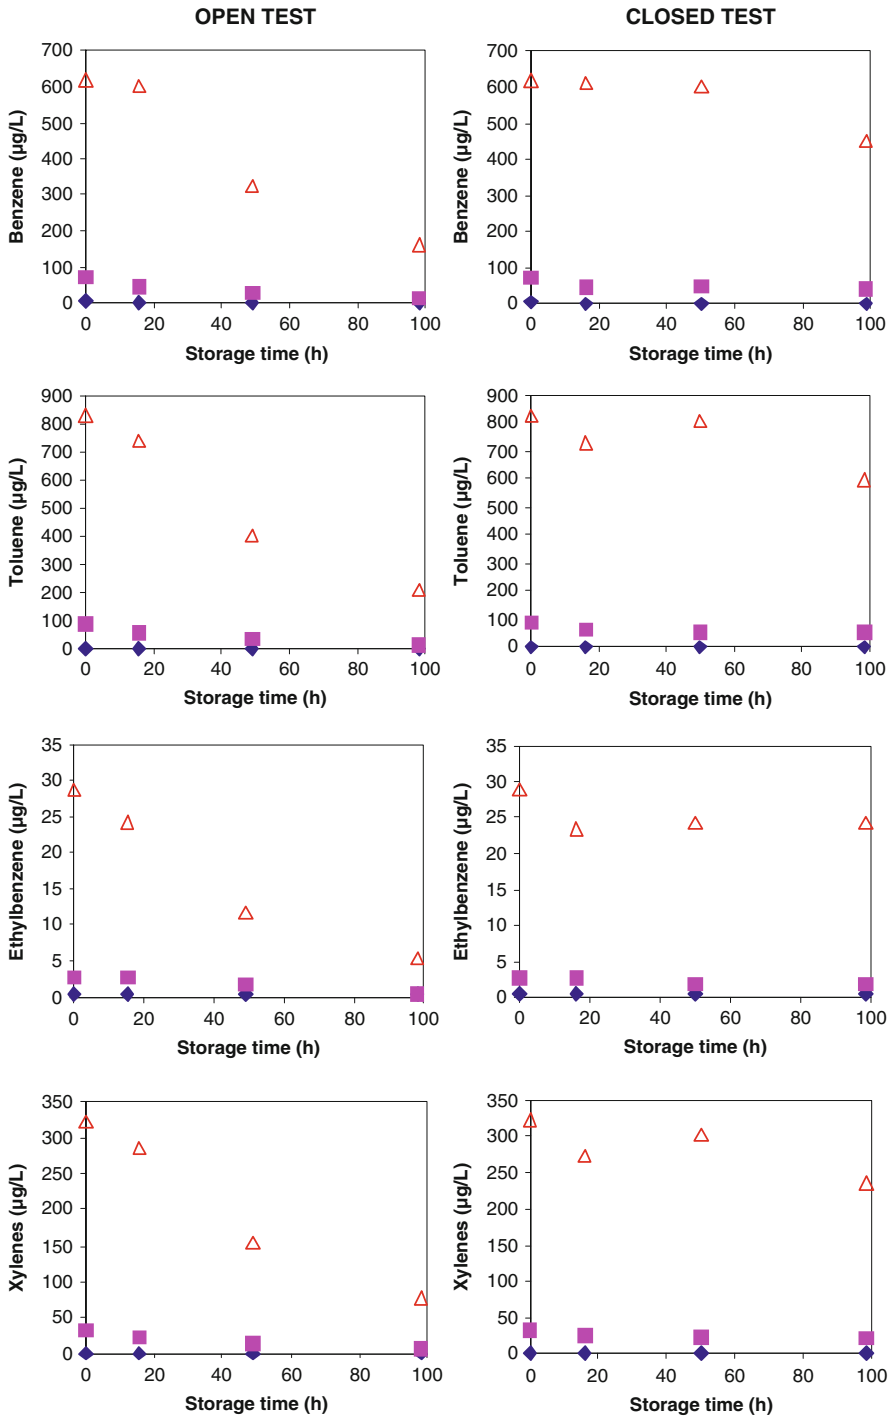 OPEN TEST
CLOSED TEST
700
600
500
400
300
200
100
0
Benzene (µg/L)
0 20 40 60 80 100
Storage time (h)
700
600
500
400
300
200
100
0
Benzene (µg/L)
0 20 40 60 80 100
Storage time (h)
900
800
700
600
500
400
300
200
100
0
Toluene (µg/L)
0 20 40 60 80 100
Storage time (h)
900
800
700
600
500
400
300
200
100
0
Toluene (µg/L)
0 20 40 60 80 100
Storage time (h)
35
30
25
20
15
10
5
0
Ethylbenzene (µg/L)
0 20 40 60 80 100
Storage time (h)
35
30
25
20
15
10
5
0
Ethylbenzene (µg/L)
0 20 40 60 80 100
Storage time (h)
350
300
250
200
150
100
50
0
Xylenes (µg/L)
0 20 40 60 80 100
Storage time (h)
350
300
250
200
150
100
50
0
Xylenes (µg/L)
0 20 40 60 80 100
Storage time (h)